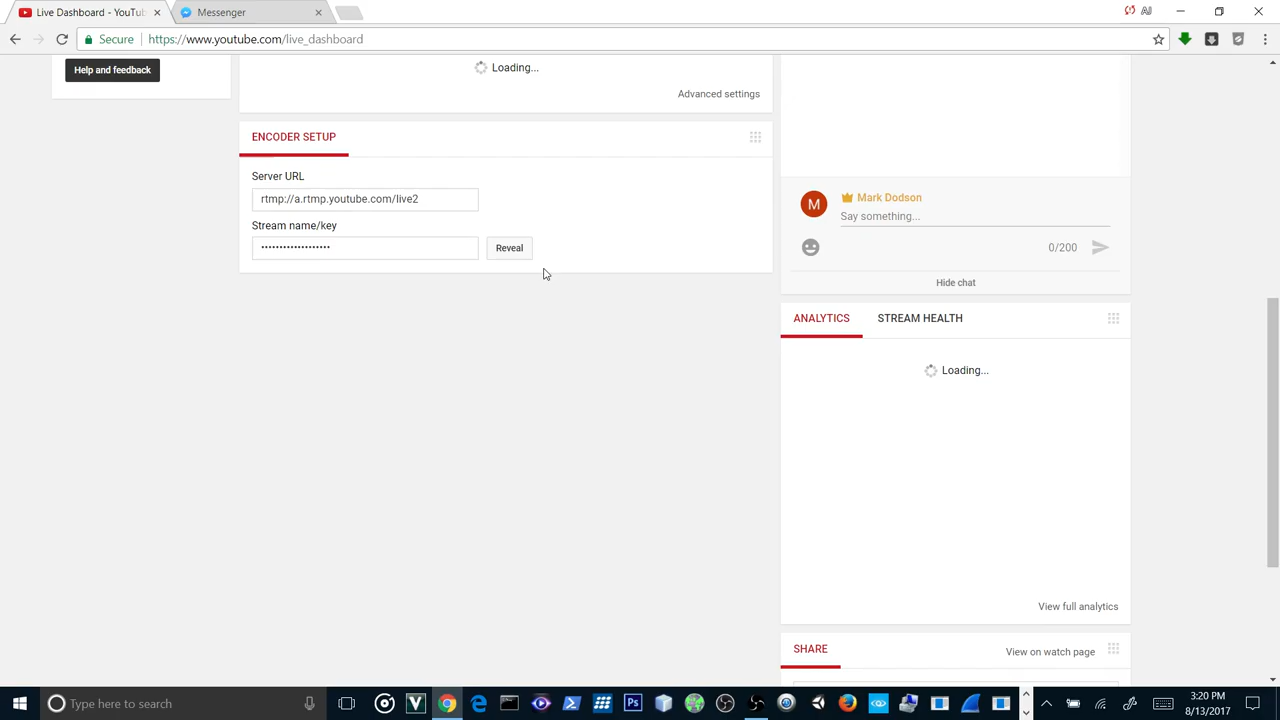 Live Dashboard - YouTub
Messenger
AJ
Secure
https://www.youtube.com/live_dashboard
Help and feedback
Loading...
Advanced settings
ENCODER SETUP
Server URL
rtmp://a.rtmp.youtube.com/live2
Stream name/key
••••••••••••••••••• Reveal
M
Mark Dodson
Say something...
0/200
Hide chat
ANALYTICS STREAM HEALTH
Loading...
View full analytics
SHARE View on watch page
Type here to search
V
Ps
3:20 PM
8/13/2017